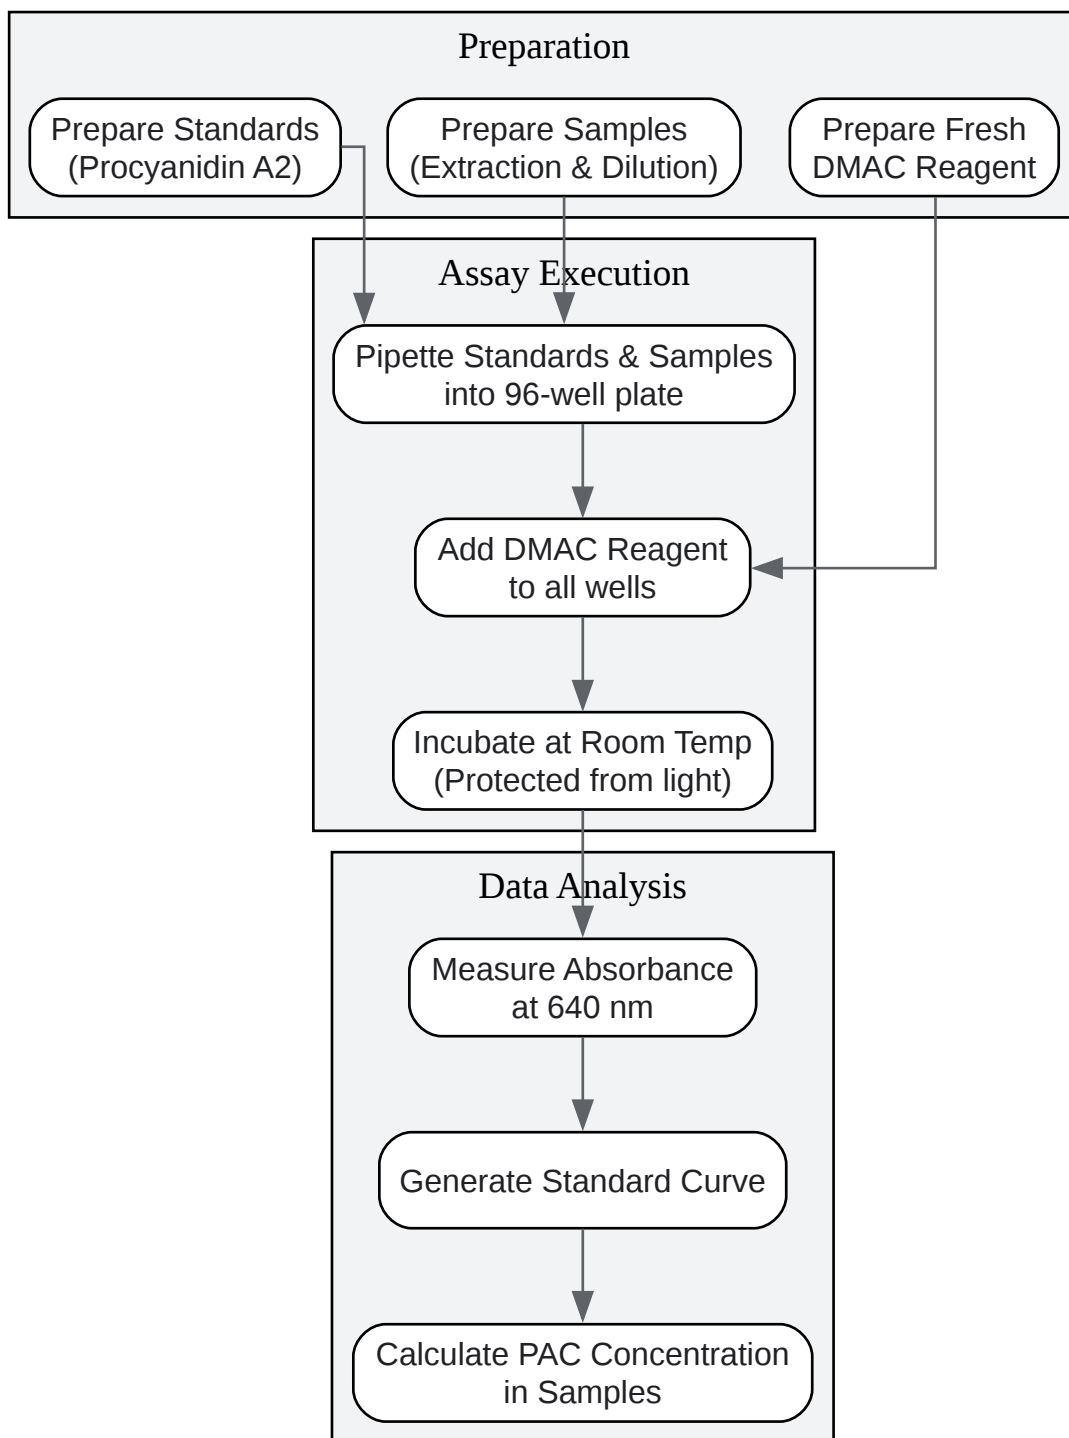 Preparation
Prepare Standards
(Procyanidin A2)
Prepare Samples
(Extraction & Dilution)
Prepare Fresh
DMAC Reagent
Assay Execution
Pipette Standards & Samples
into 96-well plate
Add DMAC Reagent
to all wells
Incubate at Room Temp
(Protected from light)
Data Analysis
Measure Absorbance
at 640 nm
Generate Standard Curve
Calculate PAC Concentration
in Samples